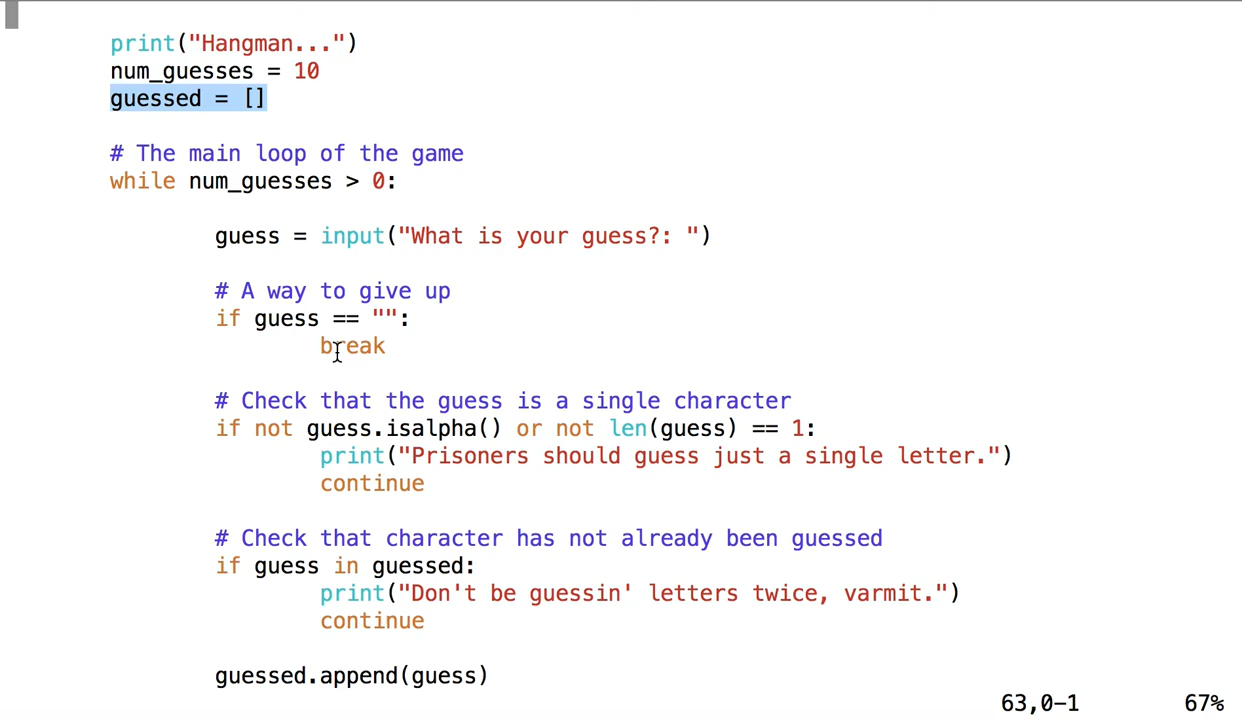 print("Hangman...")
num_guesses = 10
guessed = []
# The main loop of the game
while num_guesses > 0:
guess = input("What is your guess?: ")
# A way to give up
if guess == "":
break
# Check that the guess is a single character
if not guess.isalpha() or not len(guess) == 1:
print("Prisoners should guess just a single letter.")
continue
# Check that character has not already been guessed
if guess in guessed:
print("Don't be guessin' letters twice, varmit.")
continue
guessed.append(guess)
63,0-1 67%